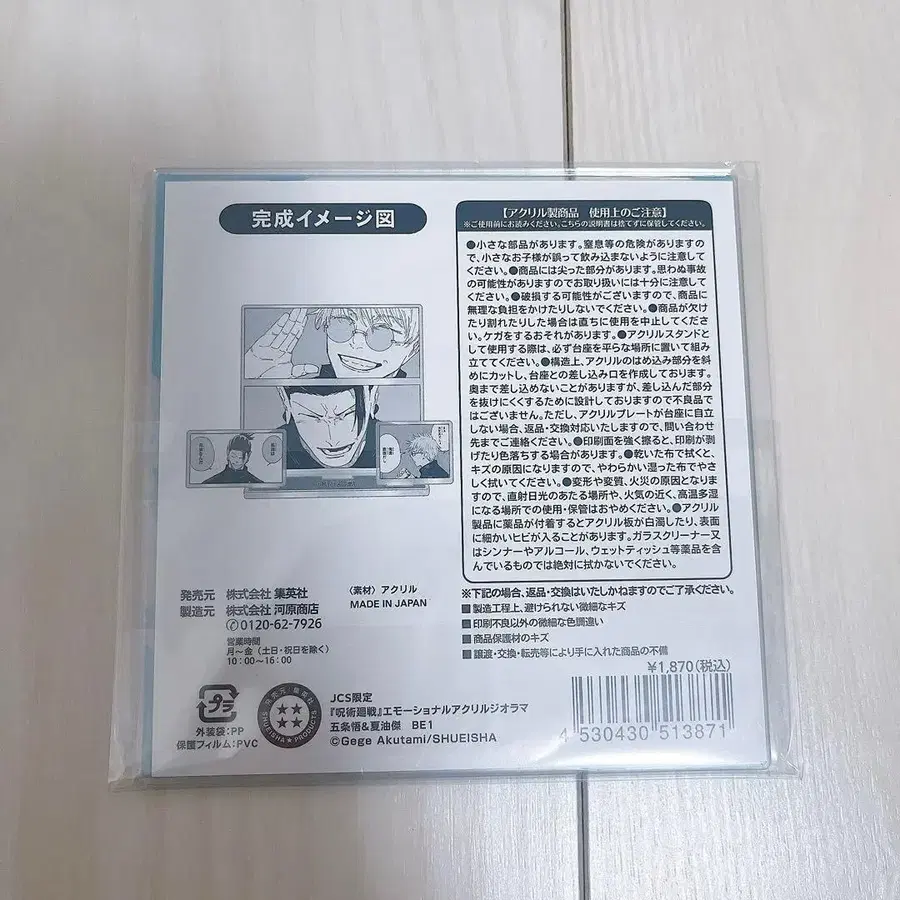 完成イメージ図
【アクリル製商品 使用上のご注意】
※ご使用前にお読みください。こちらの説明書は捨てずに保管してください。
●小さな部品があります。窒息等の危険がありますの
で、小さなお子様が誤って飲み込まないように注意して
ください。●商品には尖った部分があります。思わぬ事故
の可能性がありますのでお取り扱いには十分に注意して
ください。●破損する可能性がございますので、商品に
無理な負担をかけたりしないでください。●商品が欠け
たり割れたりした場合は直ちに使用を中止してくださ
い。ケガをするおそれがあります。●アクリルスタンドと
して使用する際は、必ず台座を平らな場所に置いて組み
立ててください。●構造上、アクリルのはめ込み部分を斜
めにカットし、台座との差し込み口を作成しております。
奥まで差し込めないことがありますが、差し込んだ部分
を抜けにくくするために設計しておりますので不良品で
はございません。ただし、アクリルプレートが台座に自立
しない場合、返品・交換対応いたしますので、問い合わせ
先までご連絡ください。●印刷面を強く擦ると、印刷が剥
げたり色落ちする場合があります。●乾いた布で拭くと、
キズの原因になりますので、やわらかい湿った布でやさ
しく拭いてください。●変形や変質、火災の原因となりま
すので、直射日光のあたる場所や、火気の近く、高温多湿
になる場所での使用・保管はおやめください。●アクリル
製品に薬品が付着するとアクリル板が白濁したり、表面
に細かいヒビが入ることがあります。ガラスクリーナー又
はシンナーやアルコール、ウェットティッシュ等薬品を含
んでいるものでは絶対に拭かないでください。
発売元 株式会社 集英社
製造元 株式会社 河原商店
0120-62-7926
営業時間
月~金(土日・祝日を除く)
10:00~16:00
〈素材〉アクリル
MADE IN JAPAN
※下記の場合、返品・交換はいたしかねますのでご了承ください。
■製造工程上、避けられない微細なキズ
■印刷不良以外の微細な色調違い
■商品保護材のキズ
■譲渡・交換・転売等により手に入れた商品の不備
¥1,870(税込)
プラ
外装袋:PP
保護フィルム:PVC
発売元/集英社
SHUEISHA PRODUCTS
JCS限定
『呪術廻戦』エモーショナルアクリルジオラマ
五条悟&夏油傑 BE1
©Gege Akutami/SHUEISHA
4 530430 513871